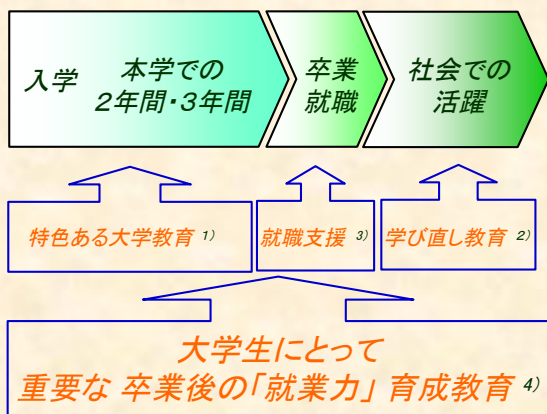 入学
本学での
2年間・3年間
卒業
就職
社会での
活躍
特色ある大学教育 1)
就職支援 3)
学び直し教育 2)
大学生にとって
重要な 卒業後の「就業力」 育成教育 4)